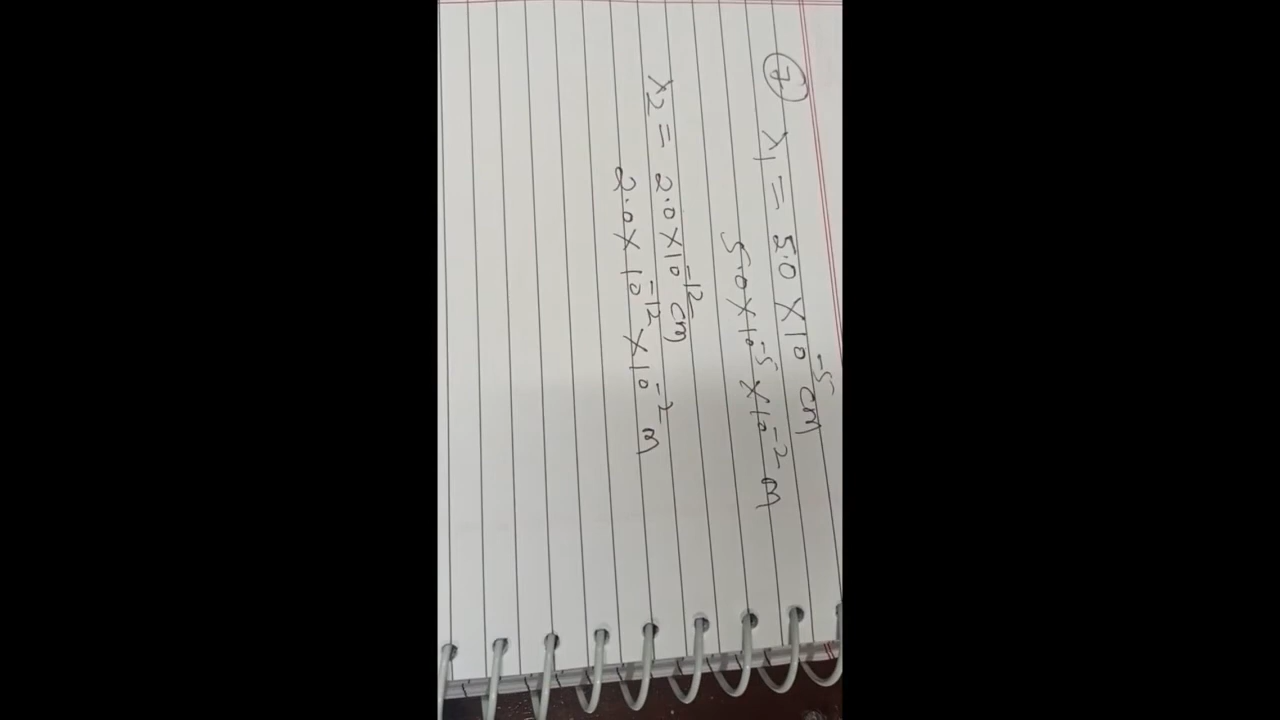 7 λ1 = 5.0 × 10⁻⁵ cm
5.0 × 10⁻⁵ × 10⁻² m
λ2 = 2.0 × 10⁻¹² cm
2.0 × 10⁻¹² × 10⁻² m